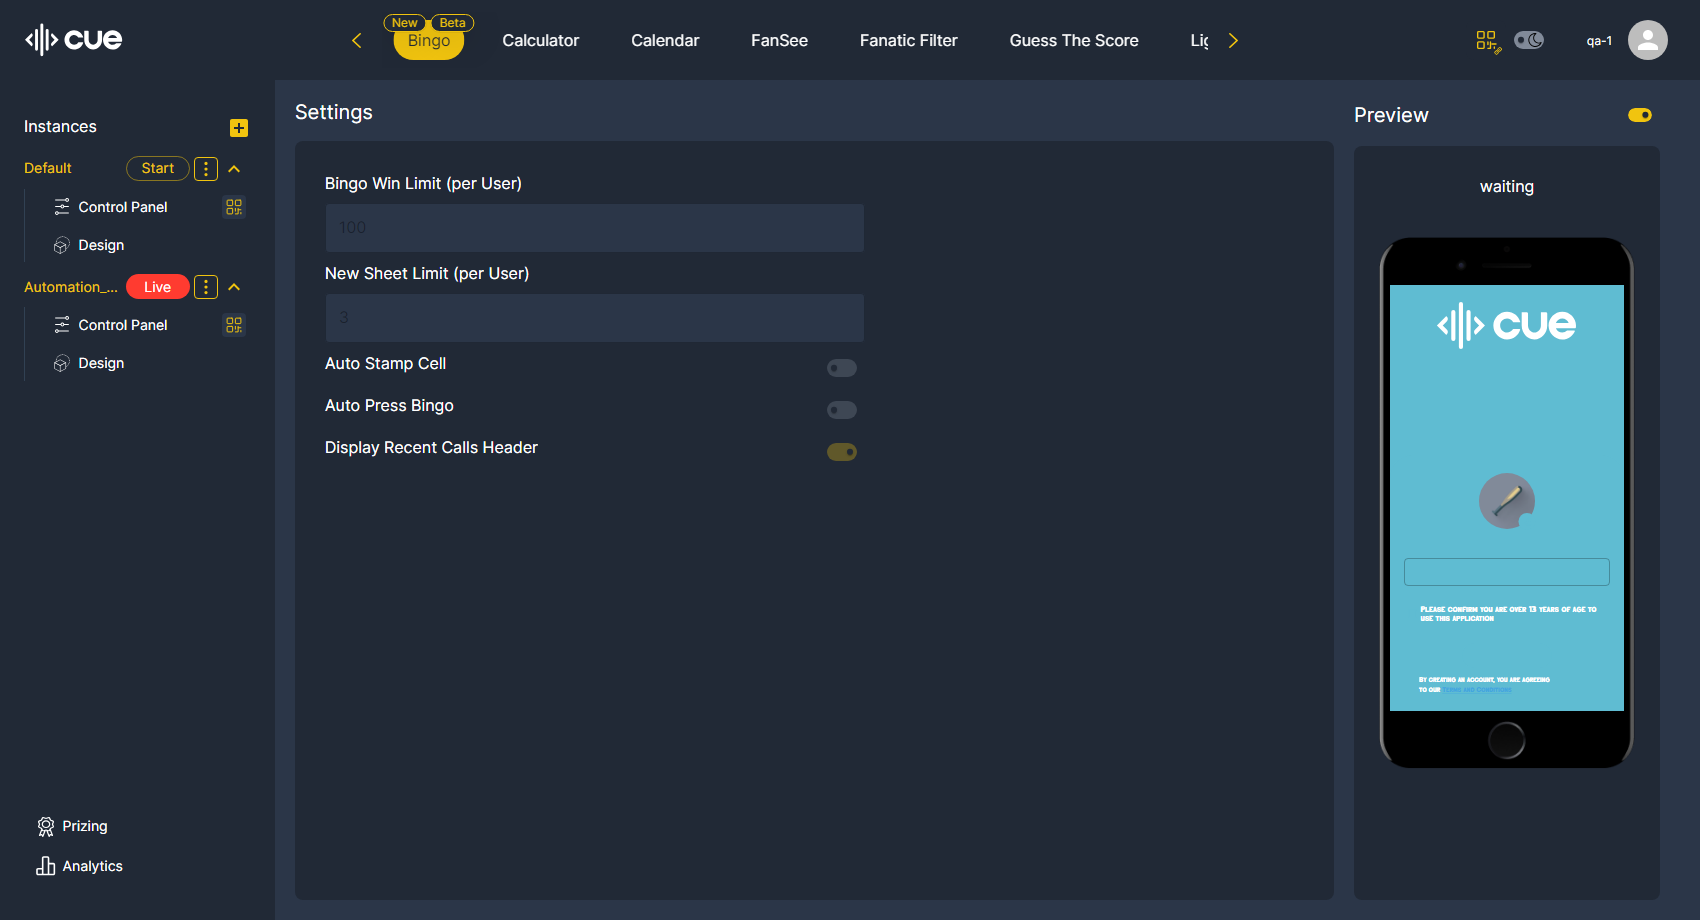 cue
New Beta
Bingo Calculator Calendar FanSee Fanatic Filter Guess The Score Lig
qa-1
Instances
Default Start
Control Panel
Design
Automation_... Live
Control Panel
Design
Prizing
Analytics
Settings
Bingo Win Limit (per User)
100
New Sheet Limit (per User)
3
Auto Stamp Cell
Auto Press Bingo
Display Recent Calls Header
Preview
waiting
cue
Please confirm you are over 13 years of age to
use this application
By creating an account, you are agreeing
to our Terms and Conditions